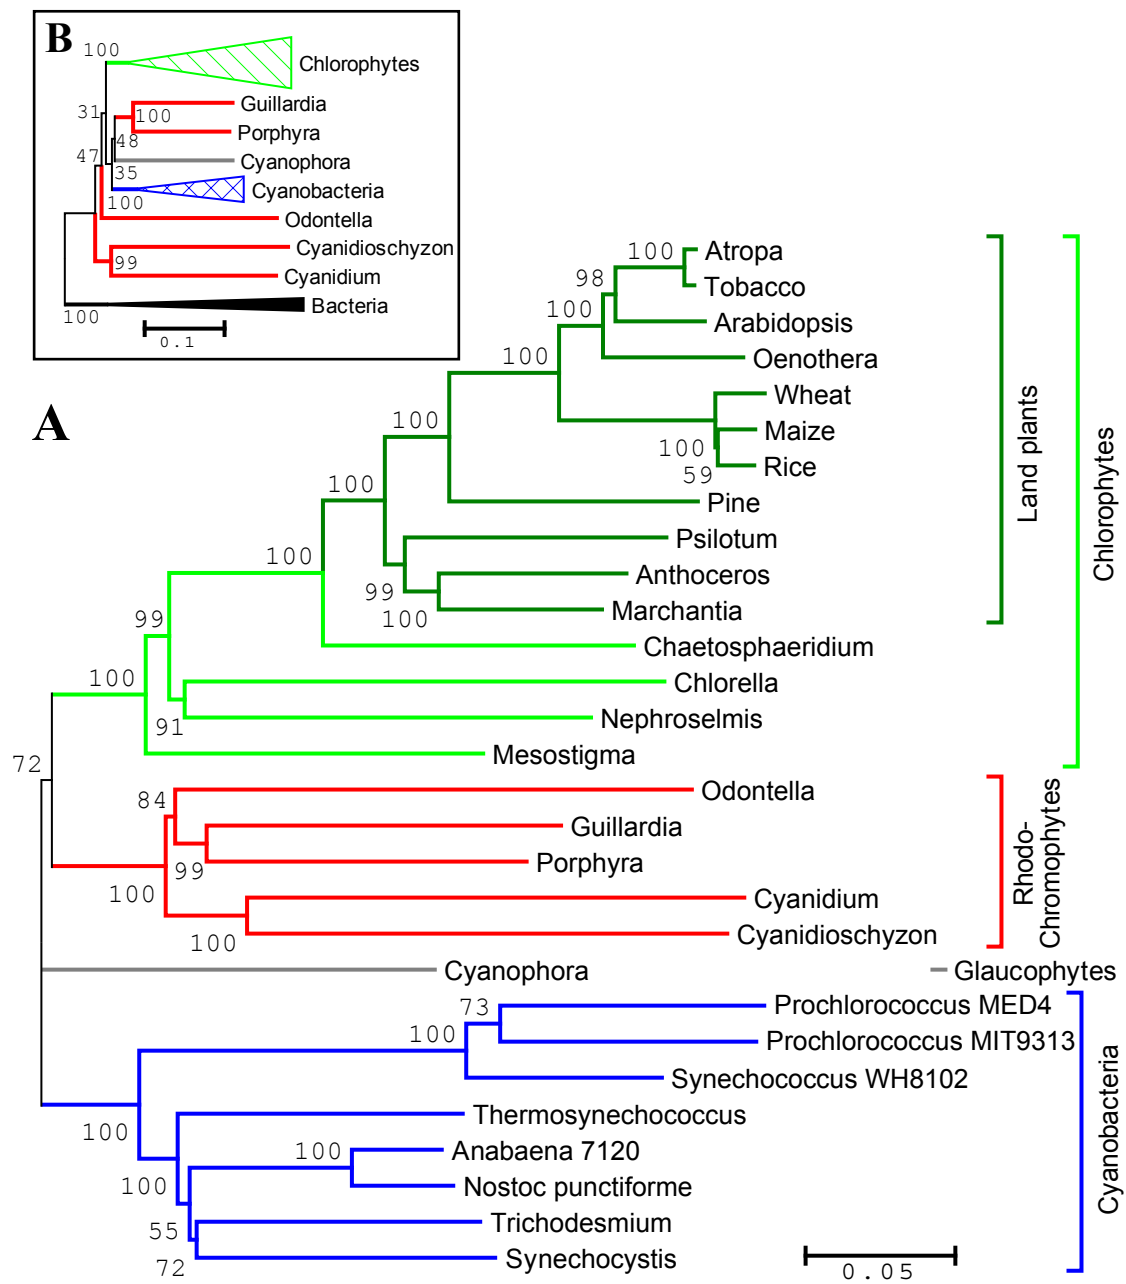 B
100
Chlorophytes
31
Guillardia
100
Porphyra
48
47
Cyanophora
35
Cyanobacteria
100
Odontella
Cyanidioschyzon
99
Cyanidium
Bacteria
100
0.1
A
100
Atropa
98
Tobacco
100
Arabidopsis
100
Oenothera
Wheat
100
Maize
100
Rice
59
100
Pine
Psilotum
100
Anthoceros
99
Marchantia
100
99
Chaetosphaeridium
100
Chlorella
91
Nephroselmis
Mesostigma
72
84
Odontella
Guillardia
99
Porphyra
100
Cyanidium
100
Cyanidioschyzon
Cyanophora
Glaucophytes
73
Prochlorococcus MED4
100
Prochlorococcus MIT9313
Synechococcus WH8102
Thermosynechococcus
100
100
Anabaena 7120
100
Nostoc punctiforme
55
Trichodesmium
72
Synechocystis
0.05
Land plants
Chlorophytes
Rhodo-
Chromophytes
Cyanobacteria